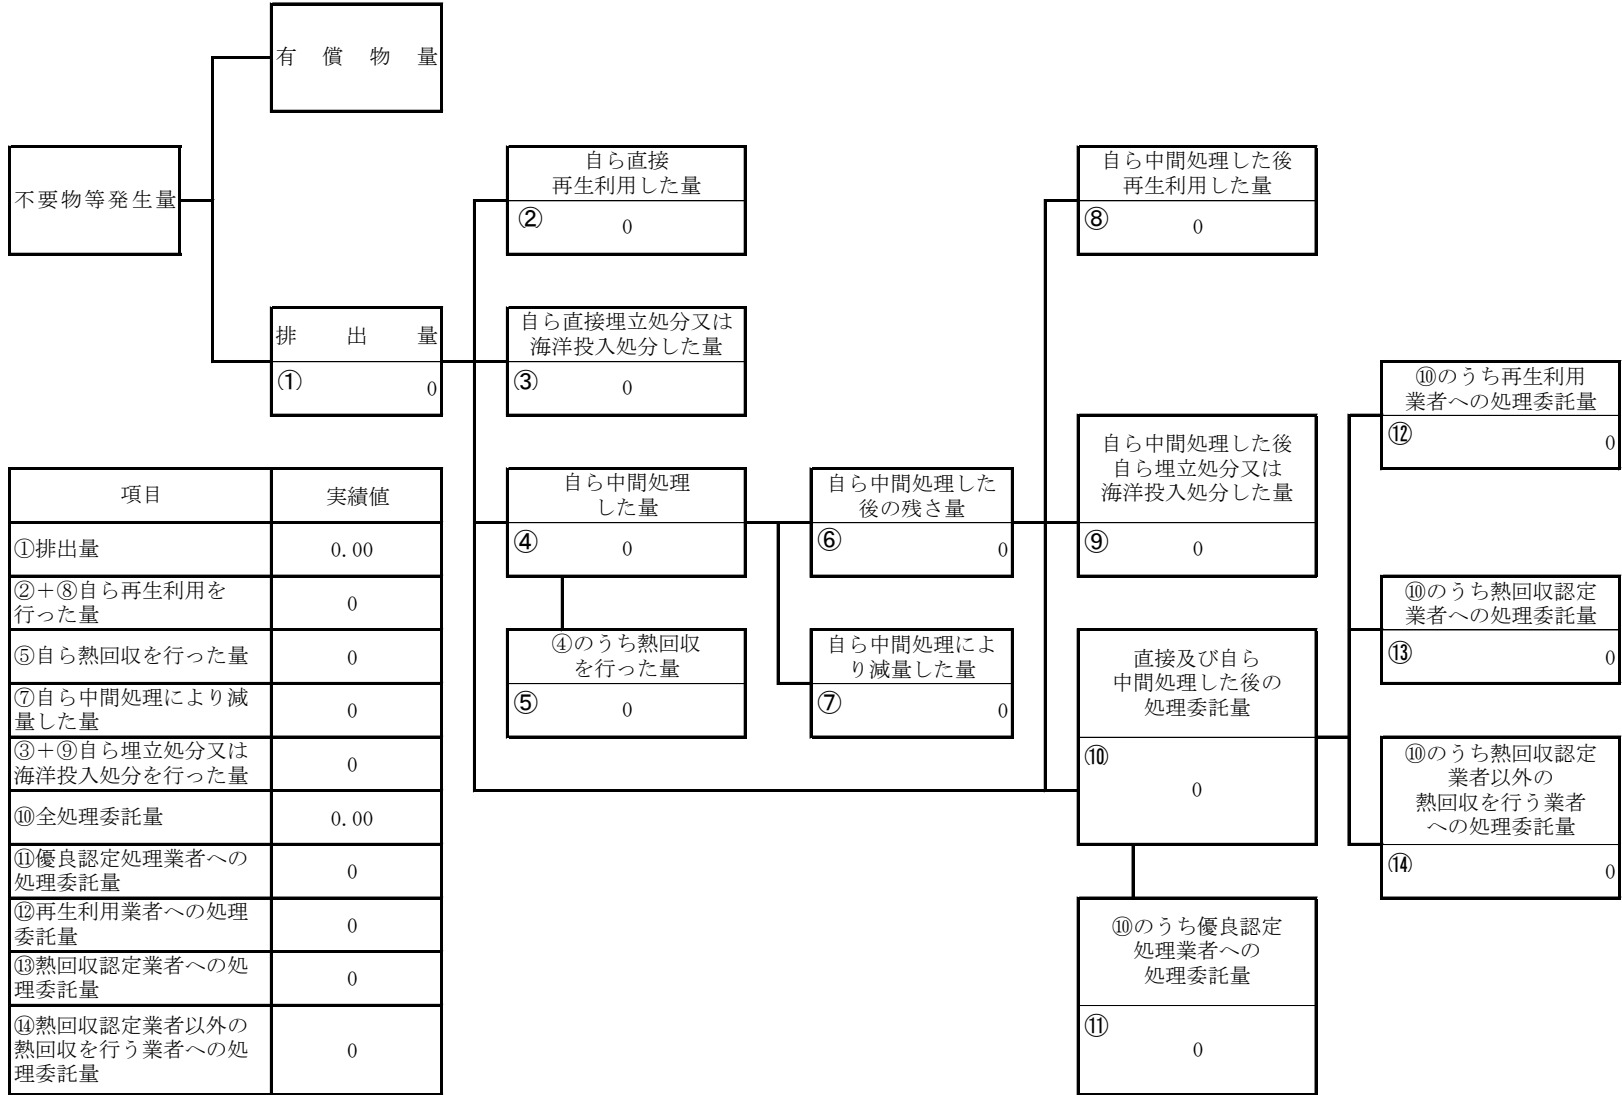 有償物量
不要物等発生量
排出量
① 0
自ら直接
再生利用した量
② 0
自ら直接埋立処分又は
海洋投入処分した量
③ 0
自ら中間処理
した量
④ 0
④のうち熱回収
を行った量
⑤ 0
自ら中間処理した
後の残さ量
⑥ 0
自ら中間処理によ
り減量した量
⑦ 0
自ら中間処理した後
再生利用した量
⑧ 0
自ら中間処理した後
自ら埋立処分又は
海洋投入処分した量
⑨ 0
直接及び自ら
中間処理した後の
処理委託量
⑩
0
⑩のうち優良認定
処理業者への
処理委託量
⑪
0
⑩のうち再生利用
業者への処理委託量
⑫ 0
⑩のうち熱回収認定
業者への処理委託量
⑬ 0
⑩のうち熱回収認定
業者以外の
熱回収を行う業者
への処理委託量
⑭ 0
項目 実績値
①排出量 0.00
②＋⑧自ら再生利用を
行った量 0
⑤自ら熱回収を行った量 0
⑦自ら中間処理により減
量した量 0
③＋⑨自ら埋立処分又は
海洋投入処分を行った量 0
⑩全処理委託量 0.00
⑪優良認定処理業者への
処理委託量 0
⑫再生利用業者への処理
委託量 0
⑬熱回収認定業者への処
理委託量 0
⑭熱回収認定業者以外の
熱回収を行う業者への処 0
理委託量